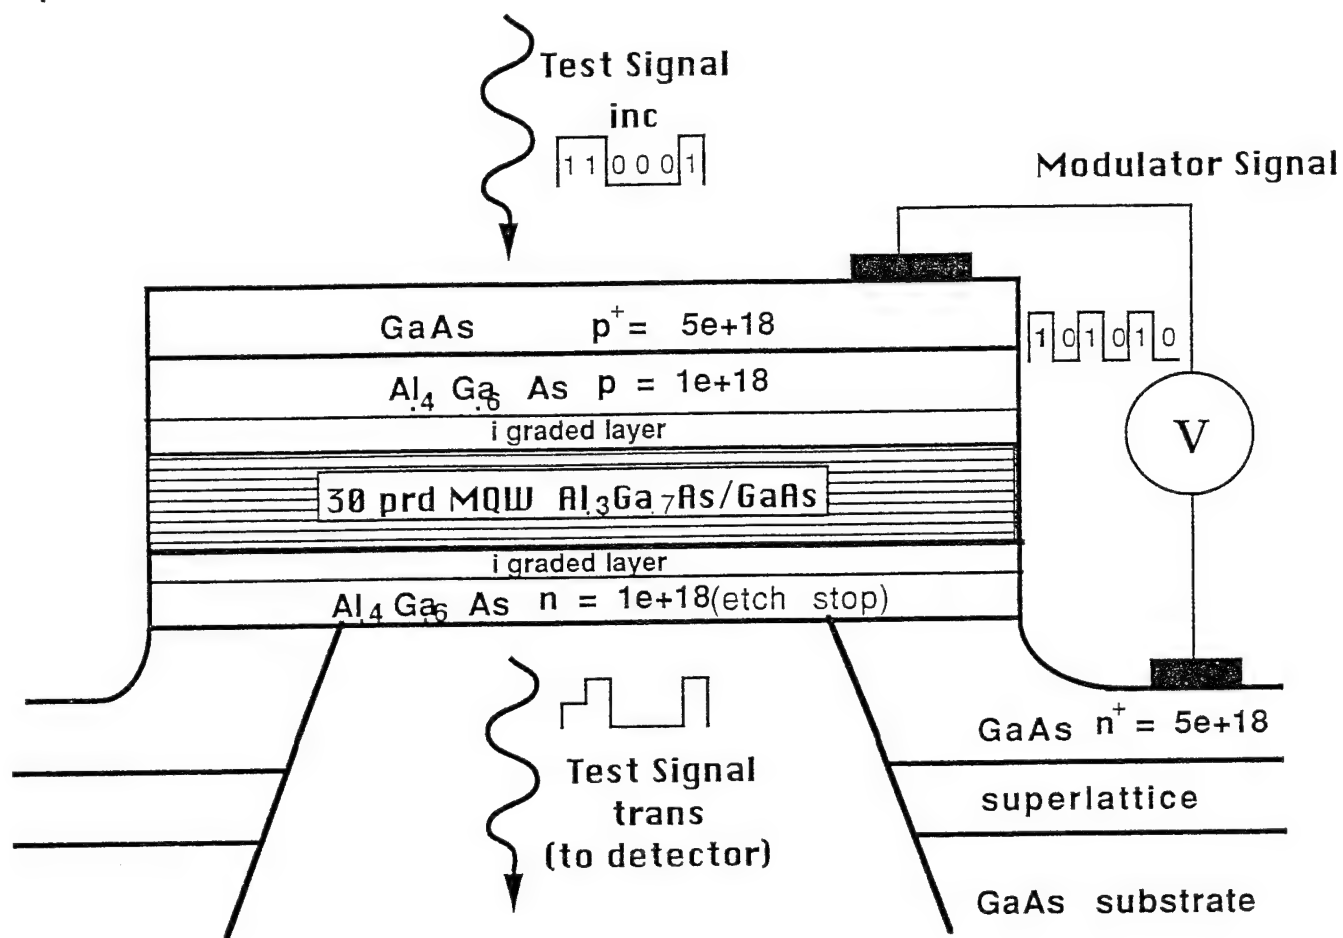 Test Signal
inc
1 1 0 0 0 1
Modulator Signal
GaAs p+ = 5e+18
1 0 1 0 1 0
Al.4 Ga.6 As p = 1e+18
i graded layer
V
30 prd MQW Al.3Ga.7As/GaAs
i graded layer
Al.4 Ga.6 As n = 1e+18(etch stop)
GaAs n+ = 5e+18
Test Signal
trans
(to detector)
superlattice
GaAs substrate